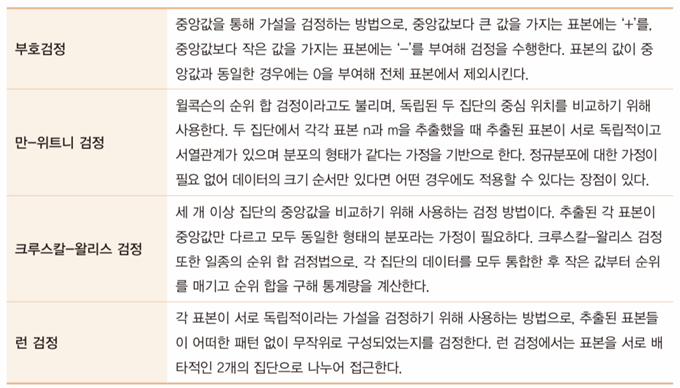 부호검정
중앙값을 통해 가설을 검정하는 방법으로, 중앙값보다 큰 값을 가지는 표본에는 ‘+’를,
중앙값보다 작은 값을 가지는 표본에는 ‘−’를 부여해 검정을 수행한다. 표본의 값이 중
앙값과 동일한 경우에는 0을 부여해 전체 표본에서 제외시킨다.
만−위트니 검정
윌콕슨의 순위 합 검정이라고도 불리며, 독립된 두 집단의 중심 위치를 비교하기 위해
사용한다. 두 집단에서 각각 표본 n과 m을 추출했을 때 추출된 표본이 서로 독립적이고
서열관계가 있으며 분포의 형태가 같다는 가정을 기반으로 한다. 정규분포에 대한 가정이
필요 없어 데이터의 크기 순서만 있다면 어떤 경우에도 적용할 수 있다는 장점이 있다.
크루스칼−왈리스 검정
세 개 이상 집단의 중앙값을 비교하기 위해 사용하는 검정 방법이다. 추출된 각 표본이
중앙값만 다르고 모두 동일한 형태의 분포라는 가정이 필요하다. 크루스칼−왈리스 검정
또한 일종의 순위 합 검정법으로, 각 집단의 데이터를 모두 통합한 후 작은 값부터 순위
를 매기고 순위 합을 구해 통계량을 계산한다.
런 검정
각 표본이 서로 독립적이라는 가설을 검정하기 위해 사용하는 방법으로, 추출된 표본들
이 어떠한 패턴 없이 무작위로 구성되었는지를 검정한다. 런 검정에서는 표본을 서로 배
타적인 2개의 집단으로 나누어 접근한다.